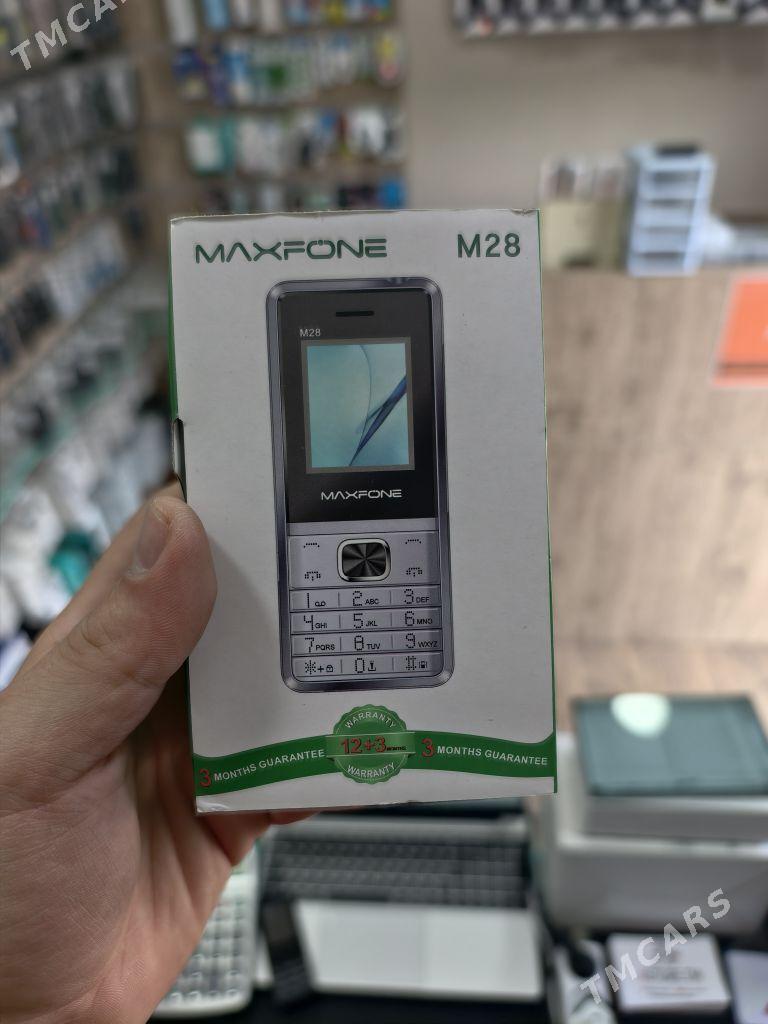 TMCARS
MAXFONE M28
M28
MAXFONE
1 2 ABC 3 DEF
4 GHI 5 JKL 6 MNO
7 PQRS 8 TUV 9 WXYZ
*+ 0 #
WARRANTY
3 MONTHS GUARANTEE 12+3 MONTHS 3 MONTHS GUARANTEE
WARRANTY
TMCARS